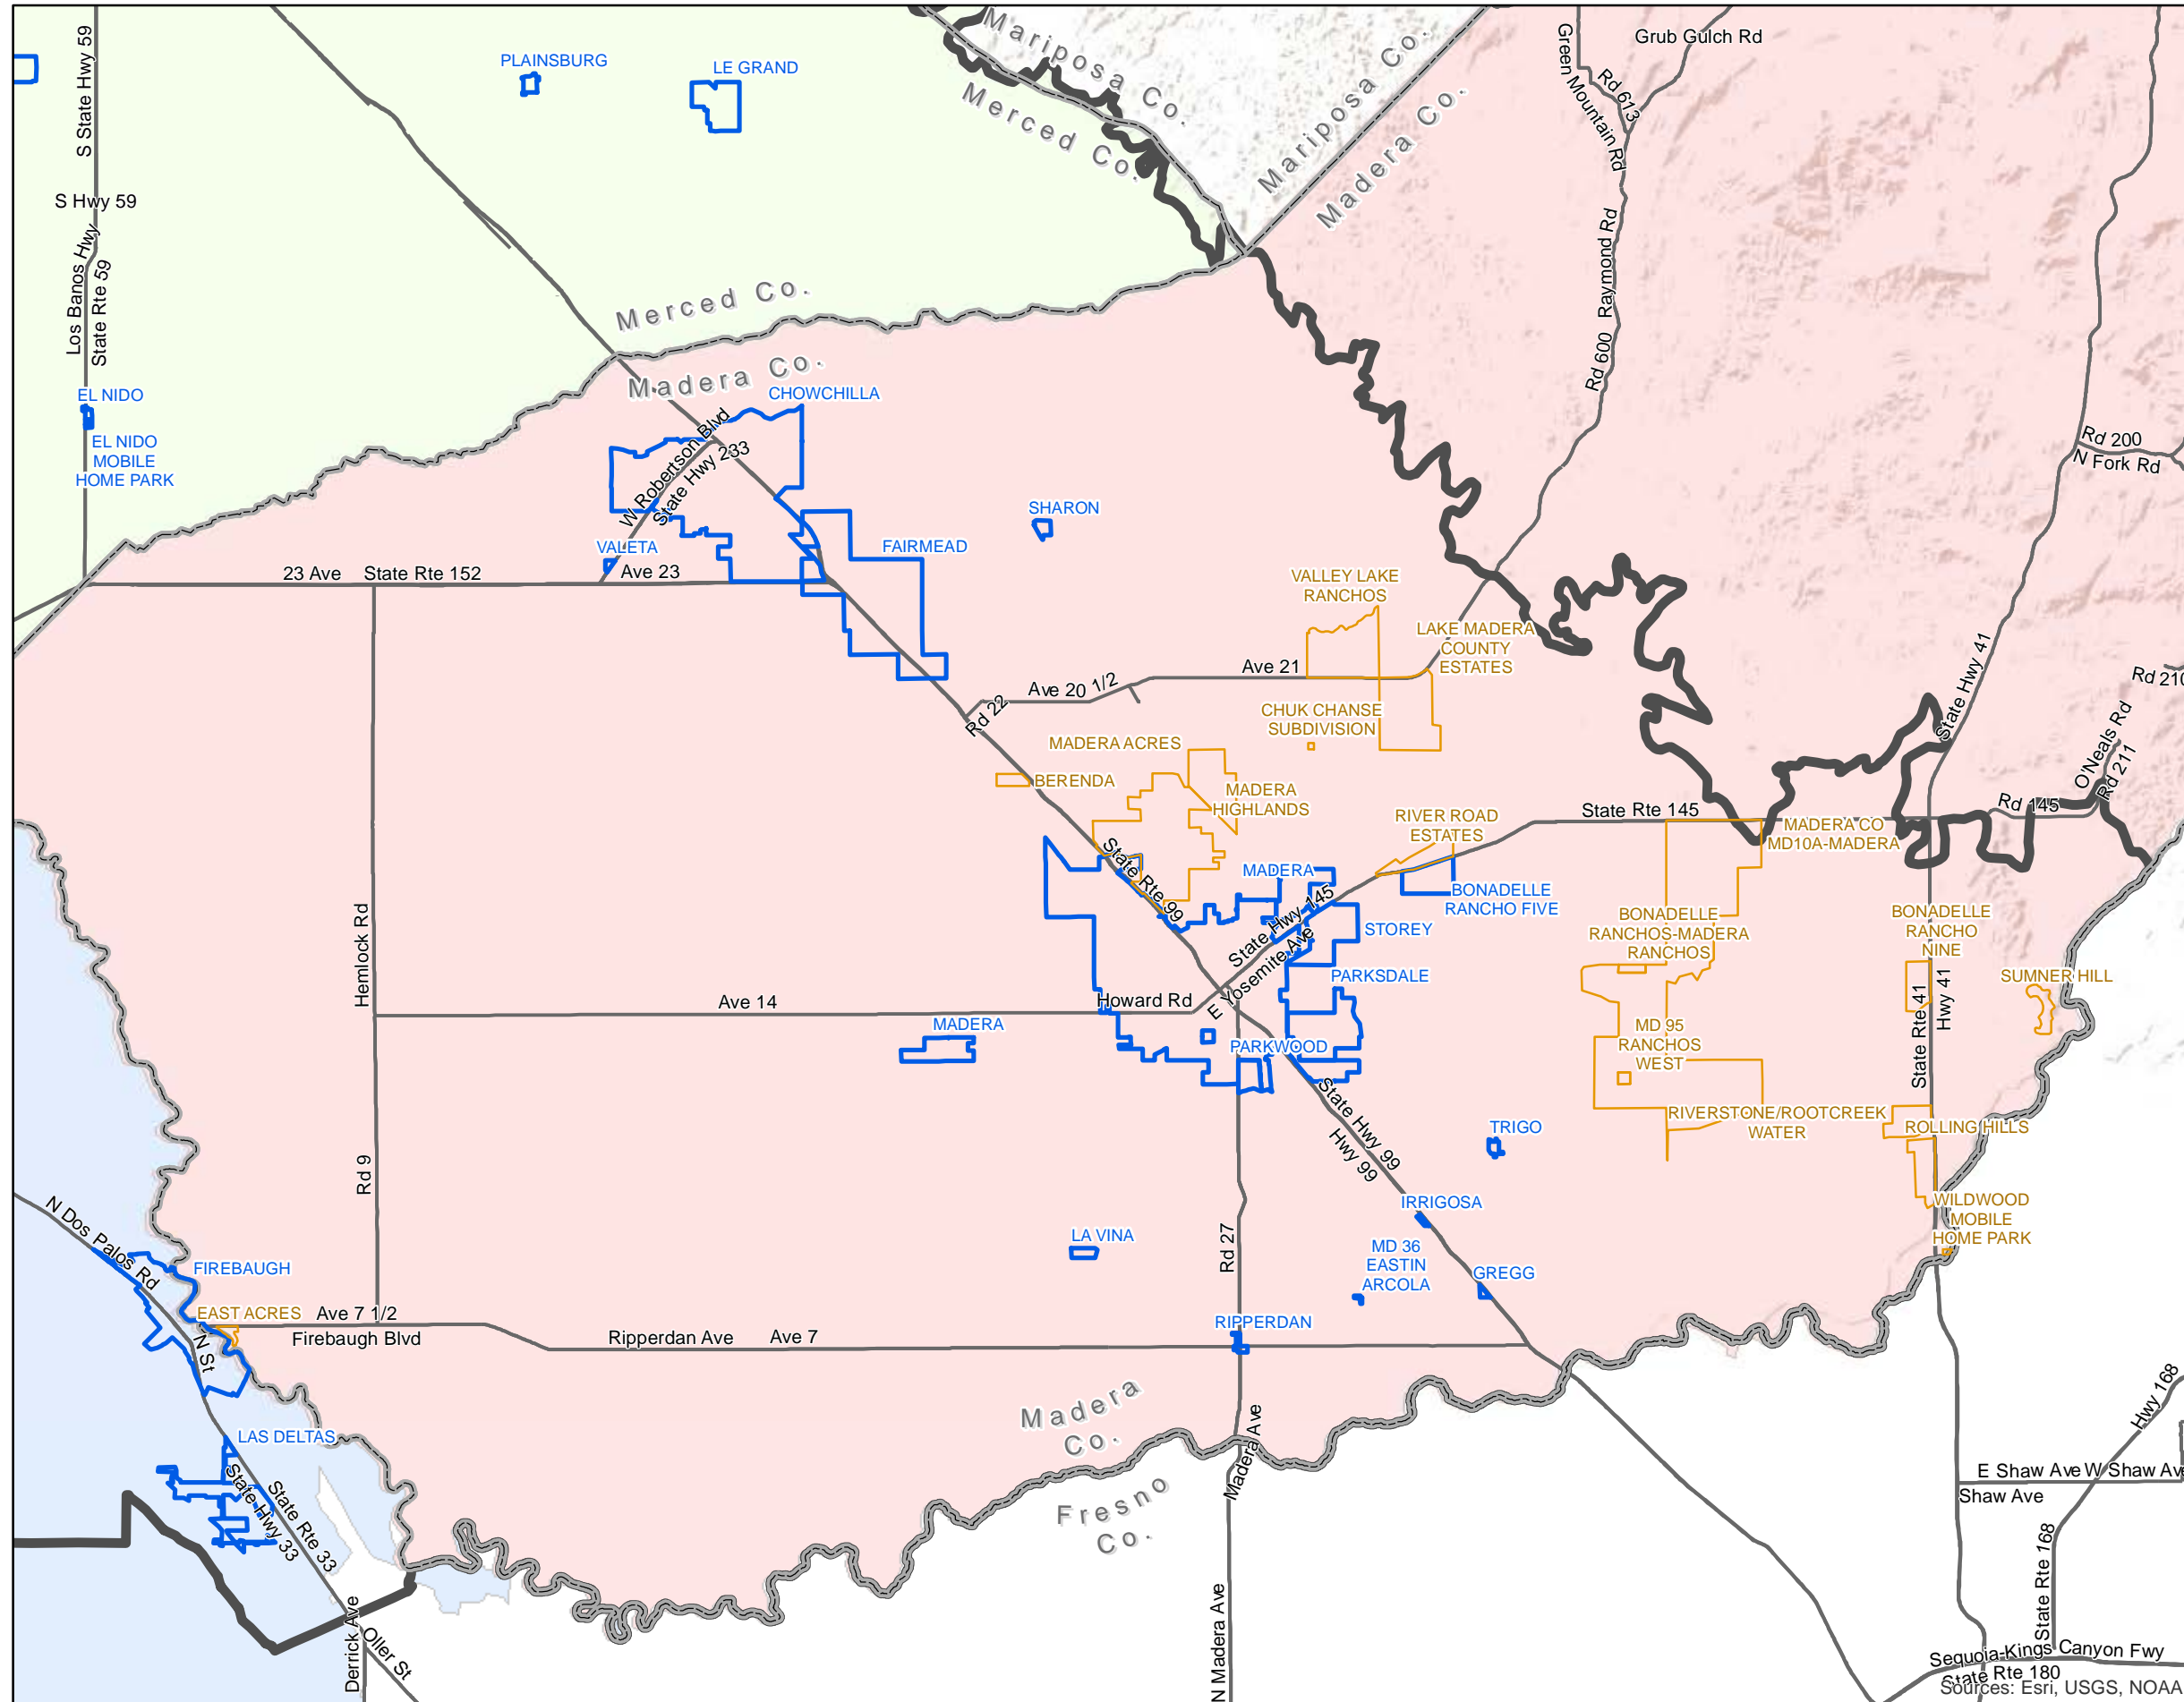 Mariposa Co.
Merced Co.
Mariposa Co.
Madera Co.
Green Mountain Rd
Grub Gulch Rd
Rd 613
S State Hwy 59
PLAINSBURG
LE GRAND
S Hwy 59
Los Banos Hwy
State Rte 59
Raymond Rd
Rd 600
Merced Co.
Madera Co.
EL NIDO
EL NIDO
MOBILE
HOME PARK
CHOWCHILLA
W Robertson Blvd
State Hwy 233
Rd 200
N Fork Rd
SHARON
VALETA
FAIRMEAD
23 Ave
State Rte 152
Ave 23
VALLEY LAKE
RANCHOS
LAKE MADERA
COUNTY
ESTATES
Ave 21
Ave 20 1/2
Rd 22
State Hwy 41
Rd 210
CHUK CHANSE
SUBDIVISION
MADERA ACRES
BERENDA
MADERA
HIGHLANDS
O'Neals Rd
Rd 211
RIVER ROAD
ESTATES
State Rte 145
Rd 145
MADERA CO
MD10A-MADERA
State Rte 99
MADERA
BONADELLE
RANCHO FIVE
State Hwy 145
E Yosemite Ave
STOREY
BONADELLE
RANCHOS-MADERA
RANCHOS
BONADELLE
RANCHO
NINE
Hemlock Rd
PARKSDALE
SUMNER HILL
Ave 14
Howard Rd
State Rte 41
Hwy 41
MADERA
PARKWOOD
MD 95
RANCHOS
WEST
State Hwy 99
Hwy 99
TRIGO
RIVERSTONE/ROOTCREEK
WATER
ROLLING HILLS
Rd 9
N Dos Palos Rd
IRRIGOSA
WILDWOOD
MOBILE
HOME PARK
LA VINA
Rd 27
MD 36
EASTIN
ARCOLA
GREGG
FIREBAUGH
EAST ACRES
Ave 7 1/2
Firebaugh Blvd
N St
RIPPERDAN
Ripperdan Ave
Ave 7
Madera
Co.
Fresno
Co.
Madera Ave
Hwy 168
LAS DELTAS
State Hwy 33
State Rte 33
E Shaw Ave
W Shaw Ave
Shaw Ave
State Rte 168
N Madera Ave
Derrick Ave
Oller St
Sequoia-Kings Canyon Fwy
State Rte 180
Sources: Esri, USGS, NOAA